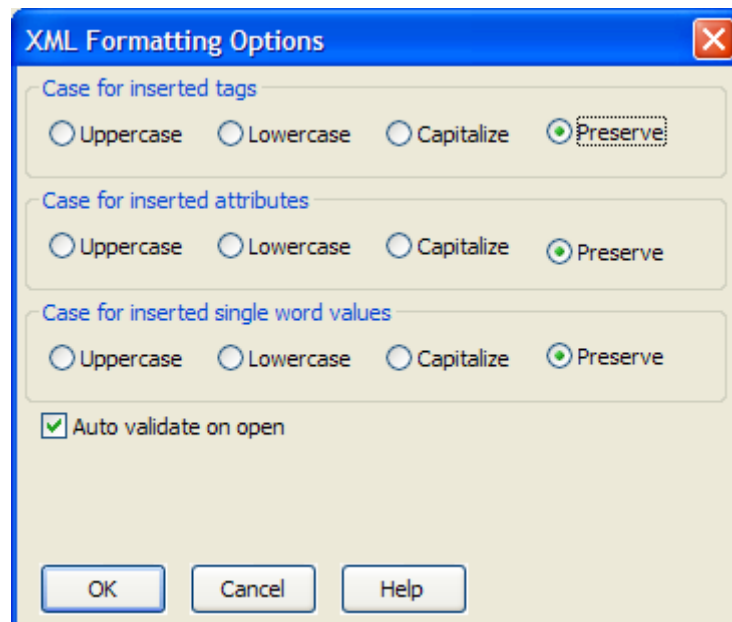 XML Formatting Options
Case for inserted tags
Uppercase Lowercase Capitalize Preserve
Case for inserted attributes
Uppercase Lowercase Capitalize Preserve
Case for inserted single word values
Uppercase Lowercase Capitalize Preserve
Auto validate on open
OK Cancel Help